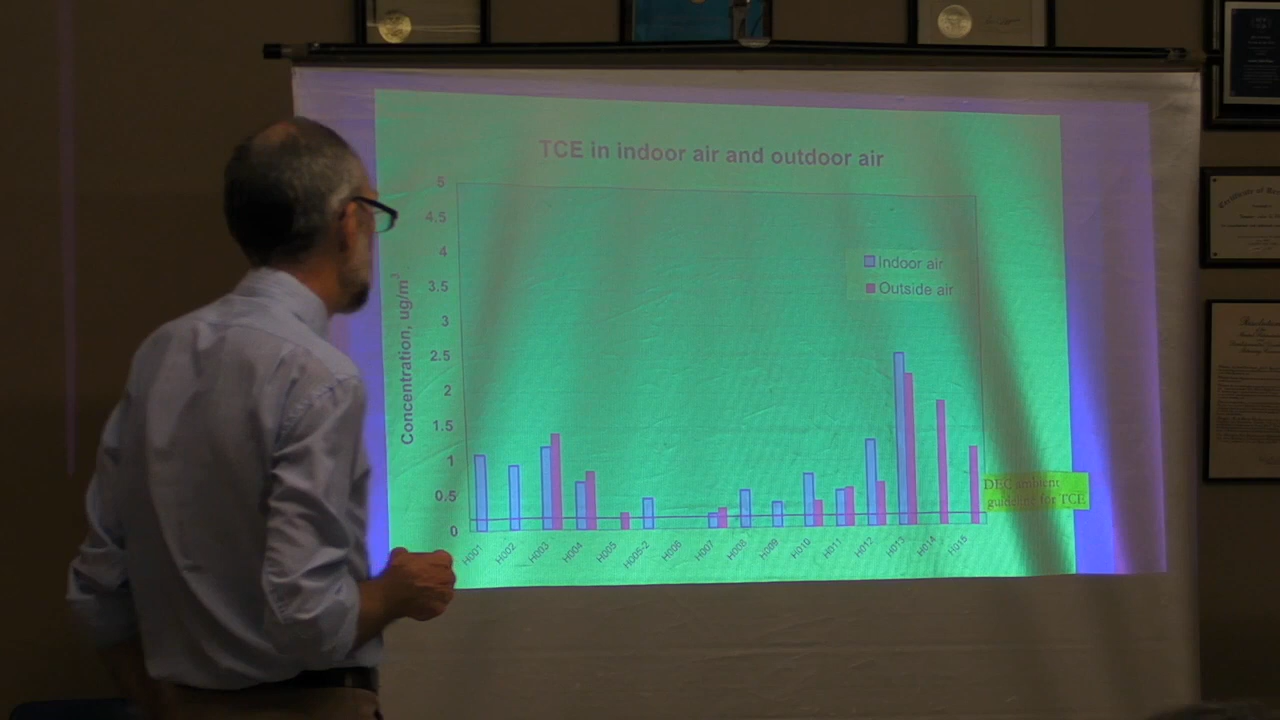 TCE in indoor air and outdoor air
Concentration, ug/m³
5
4.5
4
3.5
3
2.5
2
1.5
1
0.5
0
Indoor air
Outside air
DEC ambient
guideline for TCE
H001
H002
H003
H004
H005
H005-2
H006
H007
H008
H009
H010
H011
H012
H013
H014
H015